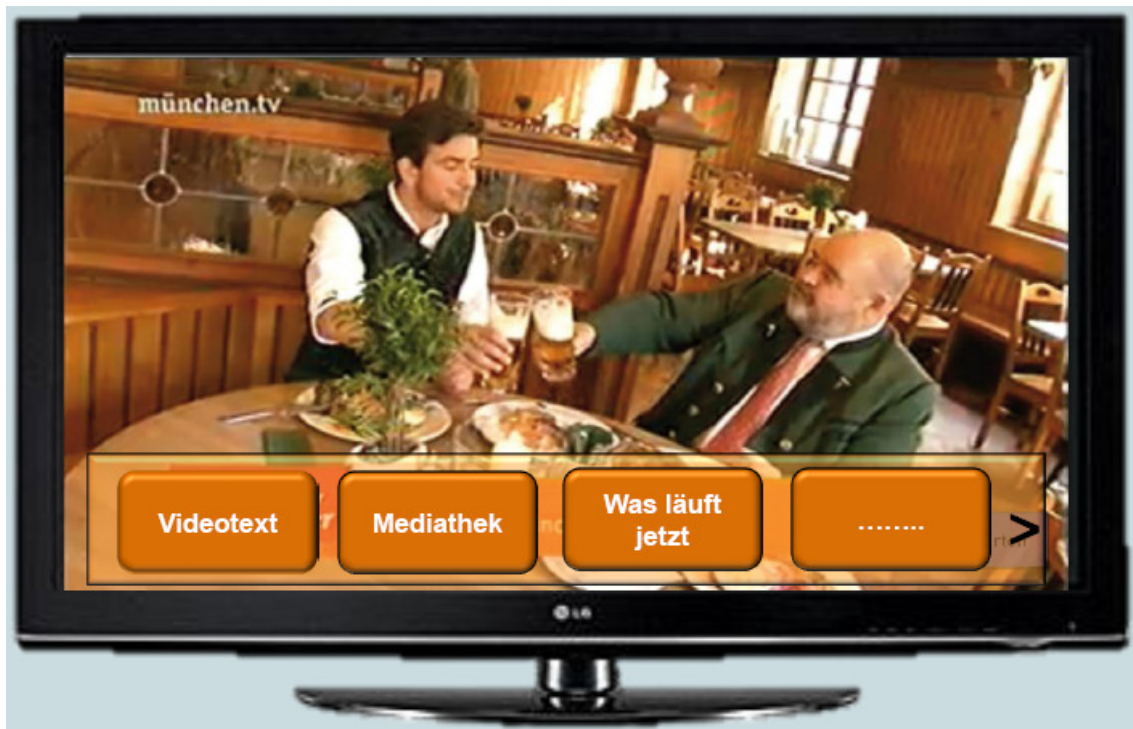 münchen.tv
Videotext
Mediathek
Was läuft
jetzt
........
>
LG